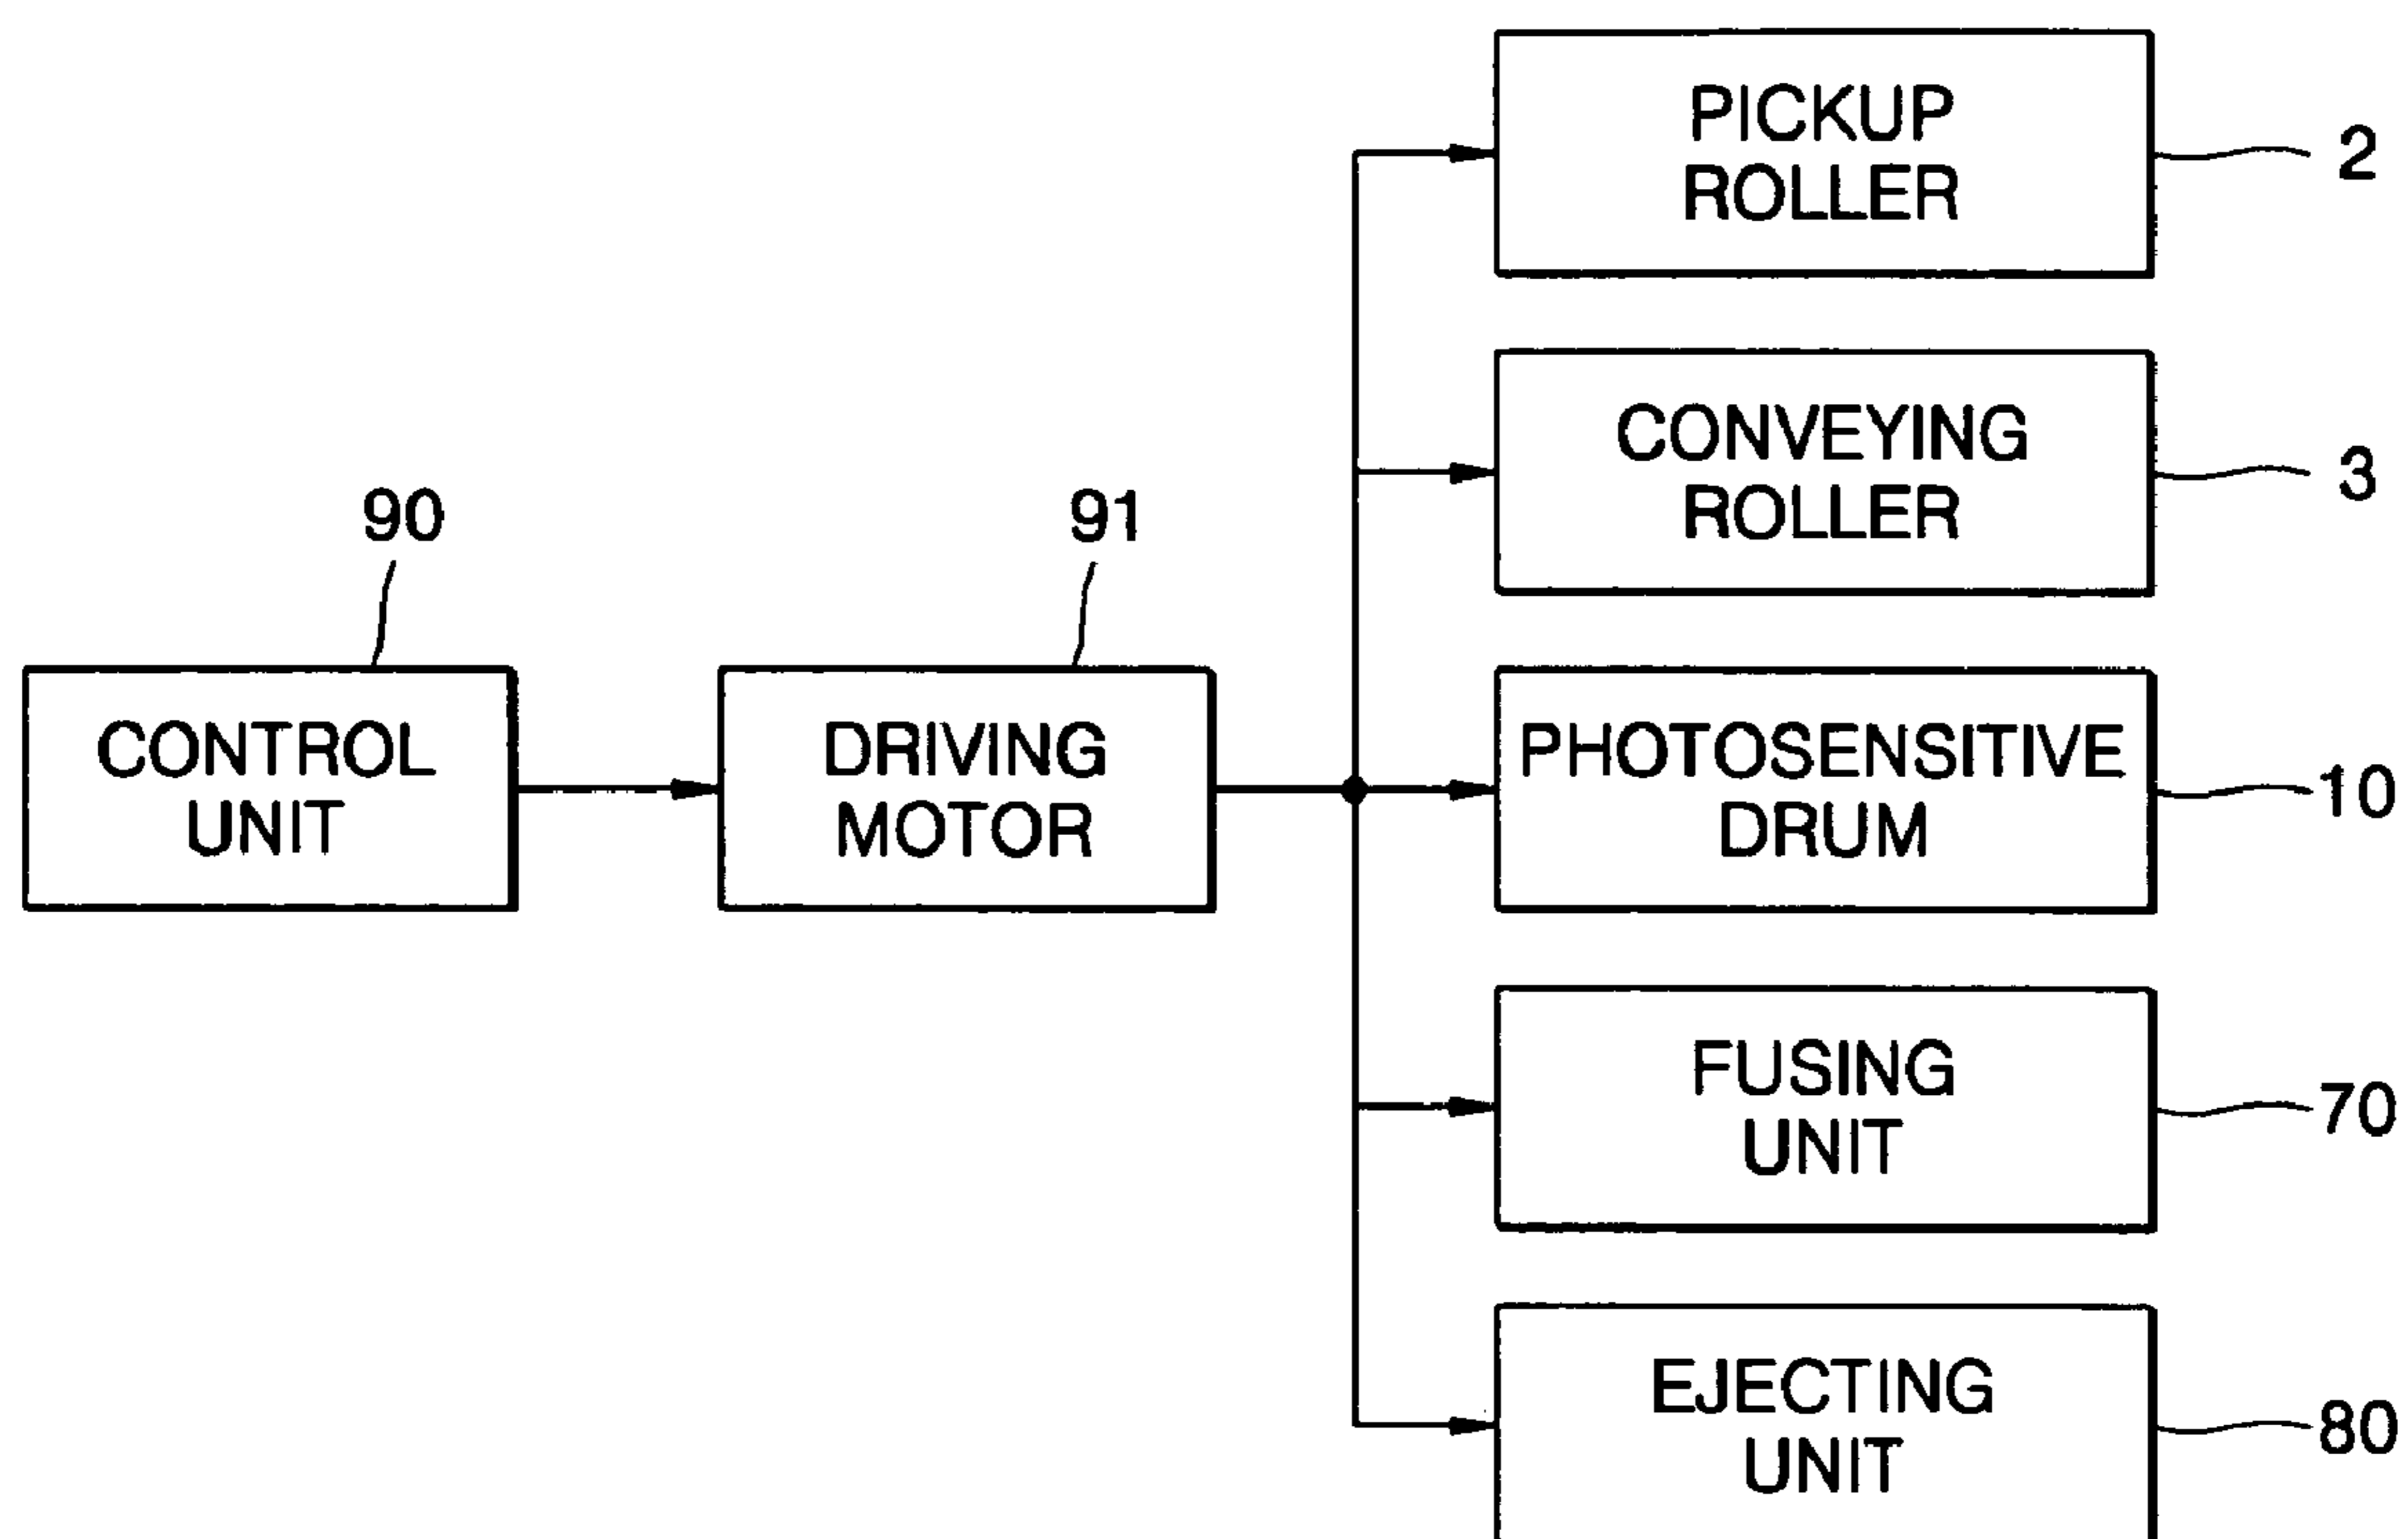 PICKUP
ROLLER
2
CONVEYING
ROLLER
3
90
91
CONTROL
UNIT
DRIVING
MOTOR
PHOTOSENSITIVE
DRUM
10
FUSING
UNIT
70
EJECTING
UNIT
80